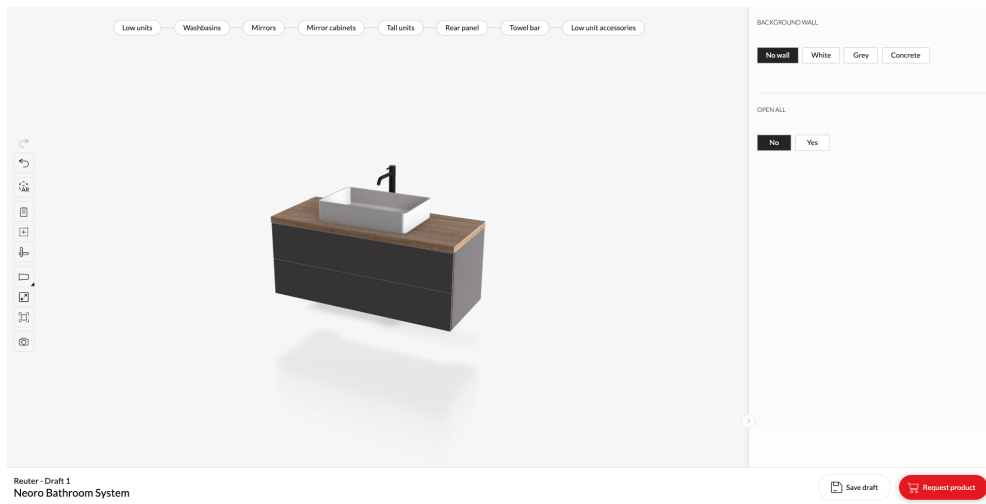 Low units
Washbasins
Mirrors
Mirror cabinets
Tall units
Rear panel
Towel bar
Low unit accessories
BACKGROUND WALL
No wall
White
Grey
Concrete
OPEN ALL
No
Yes
AR
Reuter - Draft 1
Neoro Bathroom System
Save draft
Request product